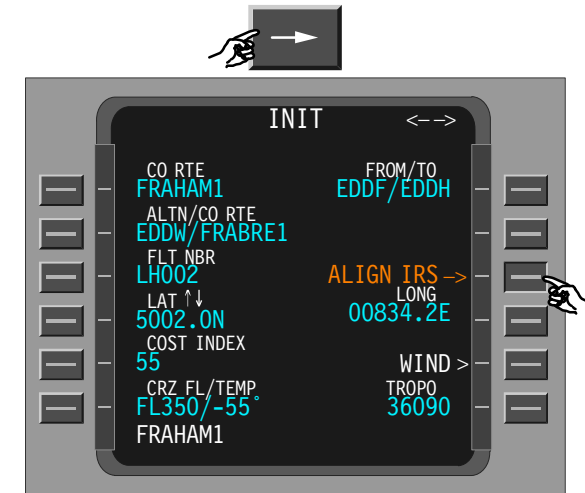 INIT <-->
CO RTE FROM/TO
FRAHAM1 EDDF/EDDH
ALTN/CO RTE
EDDW/FRABRE1
FLT NBR
LH002 ALIGN IRS->
LAT ↑↓ LONG
5002.0N 00834.2E
COST INDEX
55 WIND >
CRZ FL/TEMP TROPO
FL350/-55° 36090
FRAHAM1